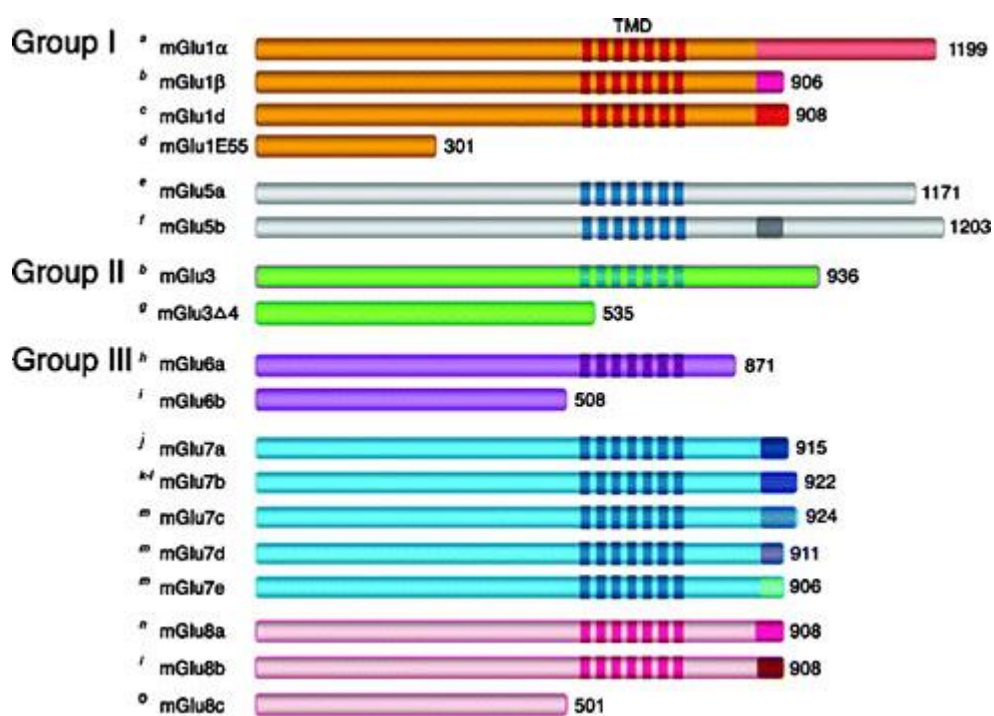 TMD
Group I a mGlu1α 1199
b mGlu1β 906
c mGlu1d 908
d mGlu1E55 301
e mGlu5a 1171
f mGlu5b 1203
Group II b mGlu3 936
g mGlu3Δ4 535
Group III h mGlu6a 871
i mGlu6b 508
j mGlu7a 915
k-l mGlu7b 922
m mGlu7c 924
m mGlu7d 911
m mGlu7e 906
n mGlu8a 908
l mGlu8b 908
o mGlu8c 501